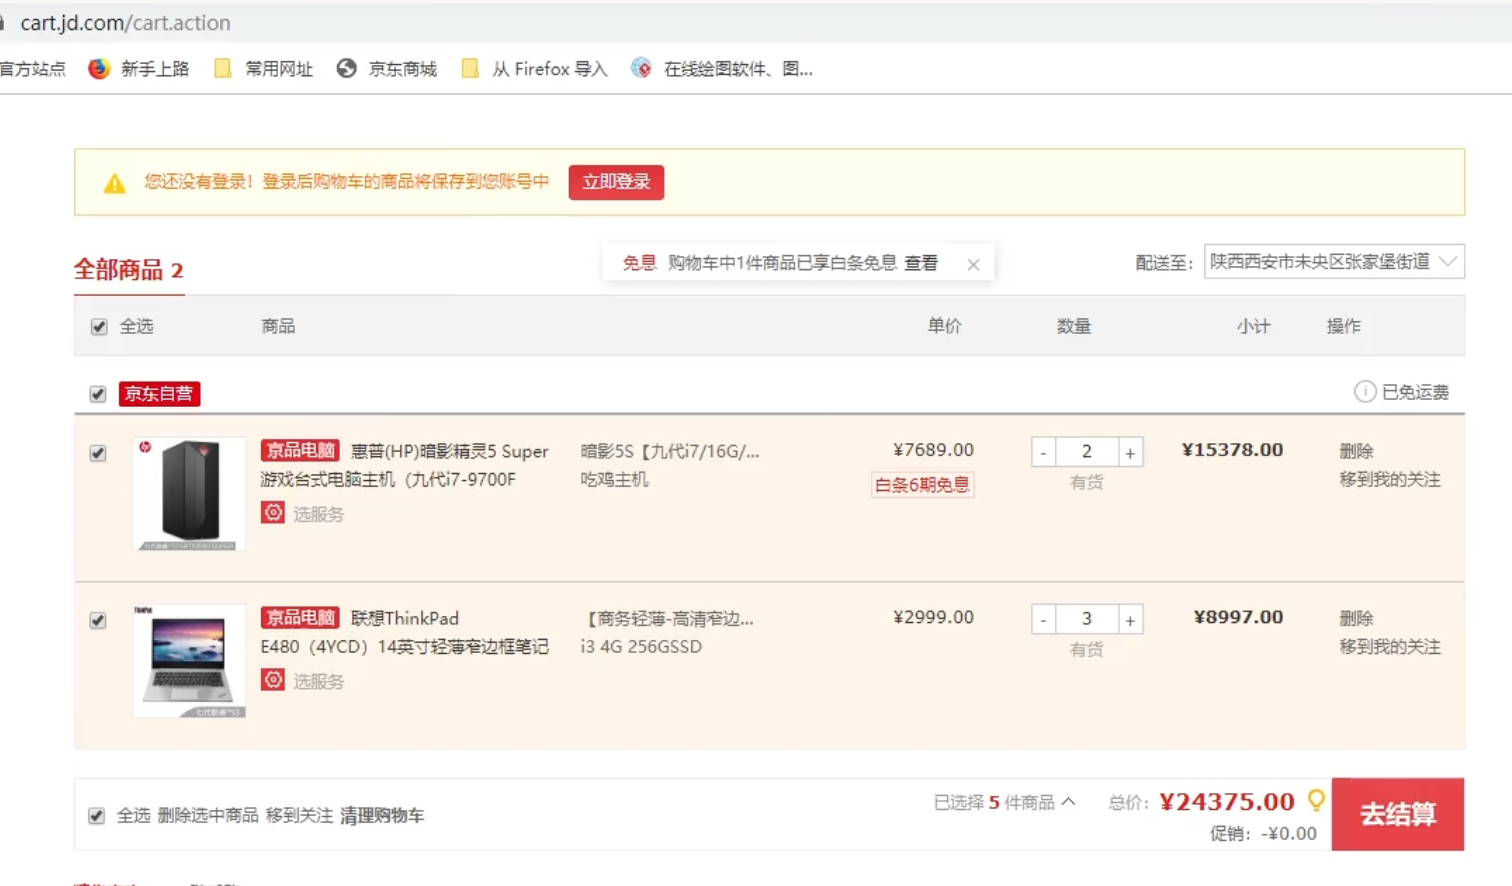 cart.jd.com/cart.action
官方站点 新手上路 常用网址 京东商城 从 Firefox 导入 在线绘图软件、图...
您还没有登录！登录后购物车的商品将保存到您账号中 立即登录
全部商品 2
免息 购物车中1件商品已享白条免息 查看
配送至： 陕西西安市未央区张家堡街道
全选 商品 单价 数量 小计 操作
京东自营 已免运费
京品电脑 惠普(HP)暗影精灵5 Super 暗影5S【九代i7/16G/... ¥7689.00 - 2 + ¥15378.00 删除
游戏台式电脑主机（九代i7-9700F 吃鸡主机 白条6期免息 有货 移到我的关注
选服务
京品电脑 联想ThinkPad 【商务轻薄-高清窄边... ¥2999.00 - 3 + ¥8997.00 删除
E480（4YCD）14英寸轻薄窄边框笔记 i3 4G 256GSSD 有货 移到我的关注
选服务
全选 删除选中商品 移到关注 清理购物车 已选择 5 件商品 总价： ¥24375.00 去结算
促销： -¥0.00